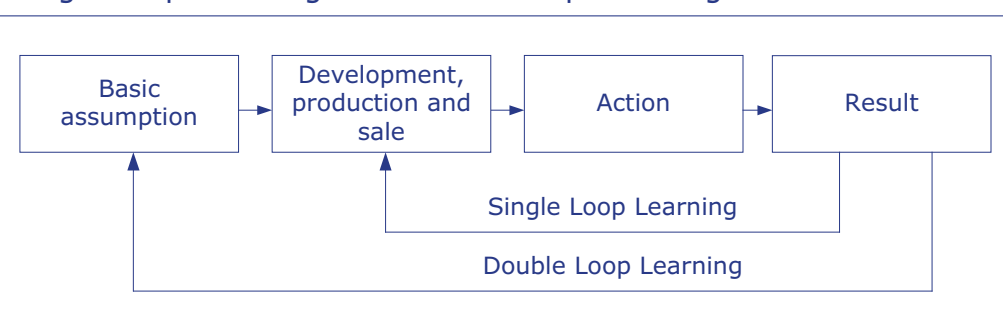 Basic
assumption
Development,
production and
sale
Action
Result
Single Loop Learning
Double Loop Learning